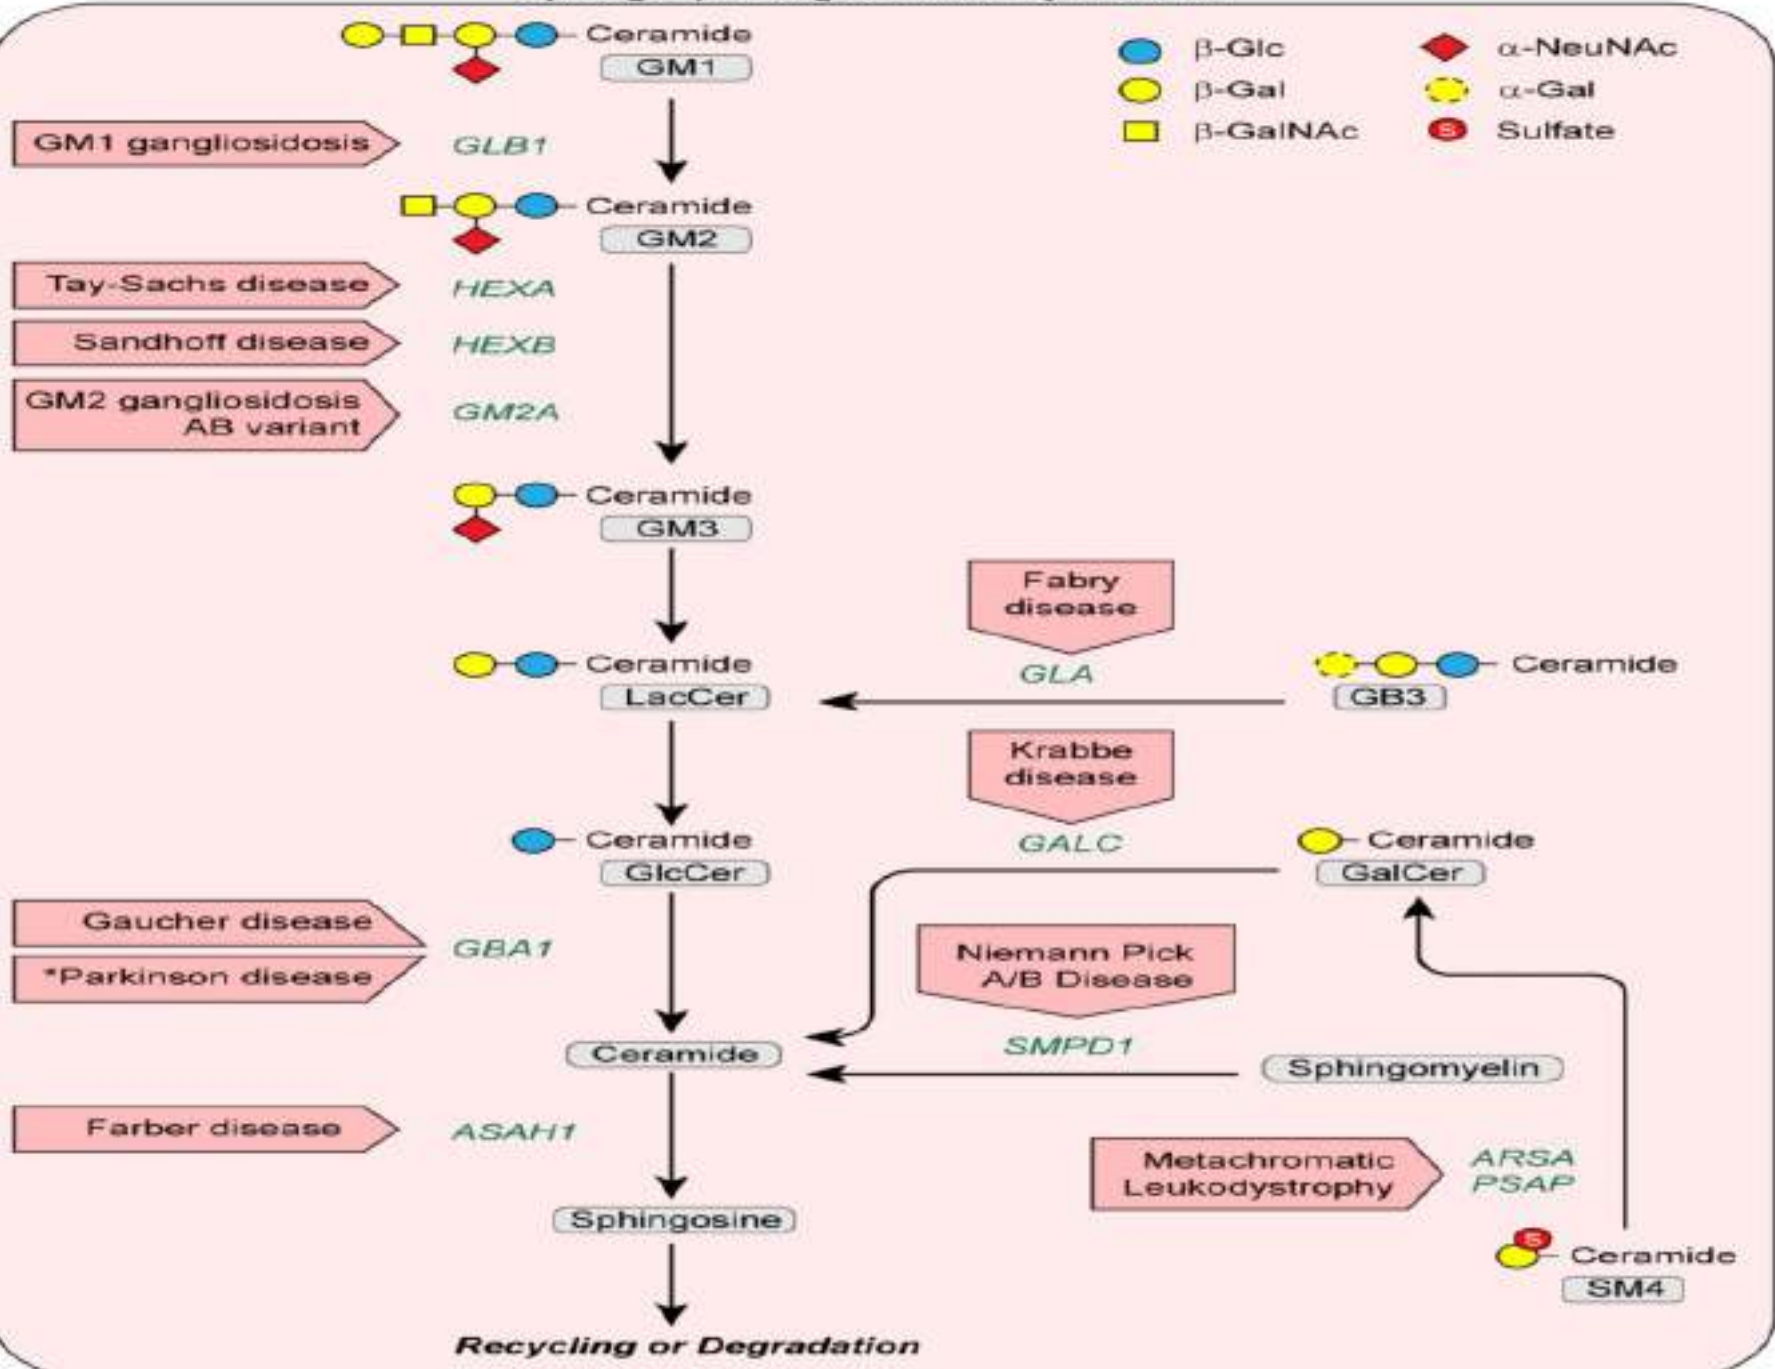 Ceramide
GM1
β-Glc
α-NeuNAc
β-Gal
α-Gal
β-GalNAc
S Sulfate
GM1 gangliosidosis
GLB1
Ceramide
GM2
Tay-Sachs disease
HEXA
Sandhoff disease
HEXB
GM2 gangliosidosis
AB variant
GM2A
Ceramide
GM3
Fabry
disease
GLA
Ceramide
LacCer
Ceramide
GB3
Krabbe
disease
GALC
Ceramide
GlcCer
Ceramide
GalCer
Gaucher disease
*Parkinson disease
GBA1
Niemann Pick
A/B Disease
SMPD1
Ceramide
Sphingomyelin
Farber disease
ASAH1
Metachromatic
Leukodystrophy
ARSA
PSAP
Sphingosine
S
Ceramide
SM4
Recycling or Degradation